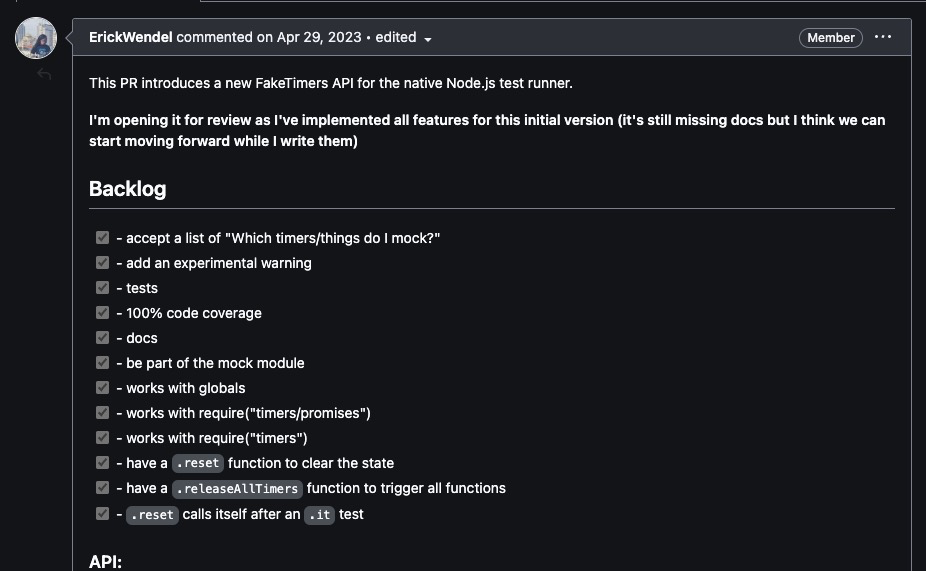 ErickWendel commented on Apr 29, 2023 • edited
Member
This PR introduces a new FakeTimers API for the native Node.js test runner.
I'm opening it for review as I've implemented all features for this initial version (it's still missing docs but I think we can
start moving forward while I write them)
Backlog
- accept a list of "Which timers/things do I mock?"
- add an experimental warning
- tests
- 100% code coverage
- docs
- be part of the mock module
- works with globals
- works with require("timers/promises")
- works with require("timers")
- have a .reset function to clear the state
- have a .releaseAllTimers function to trigger all functions
- .reset calls itself after an .it test
API: